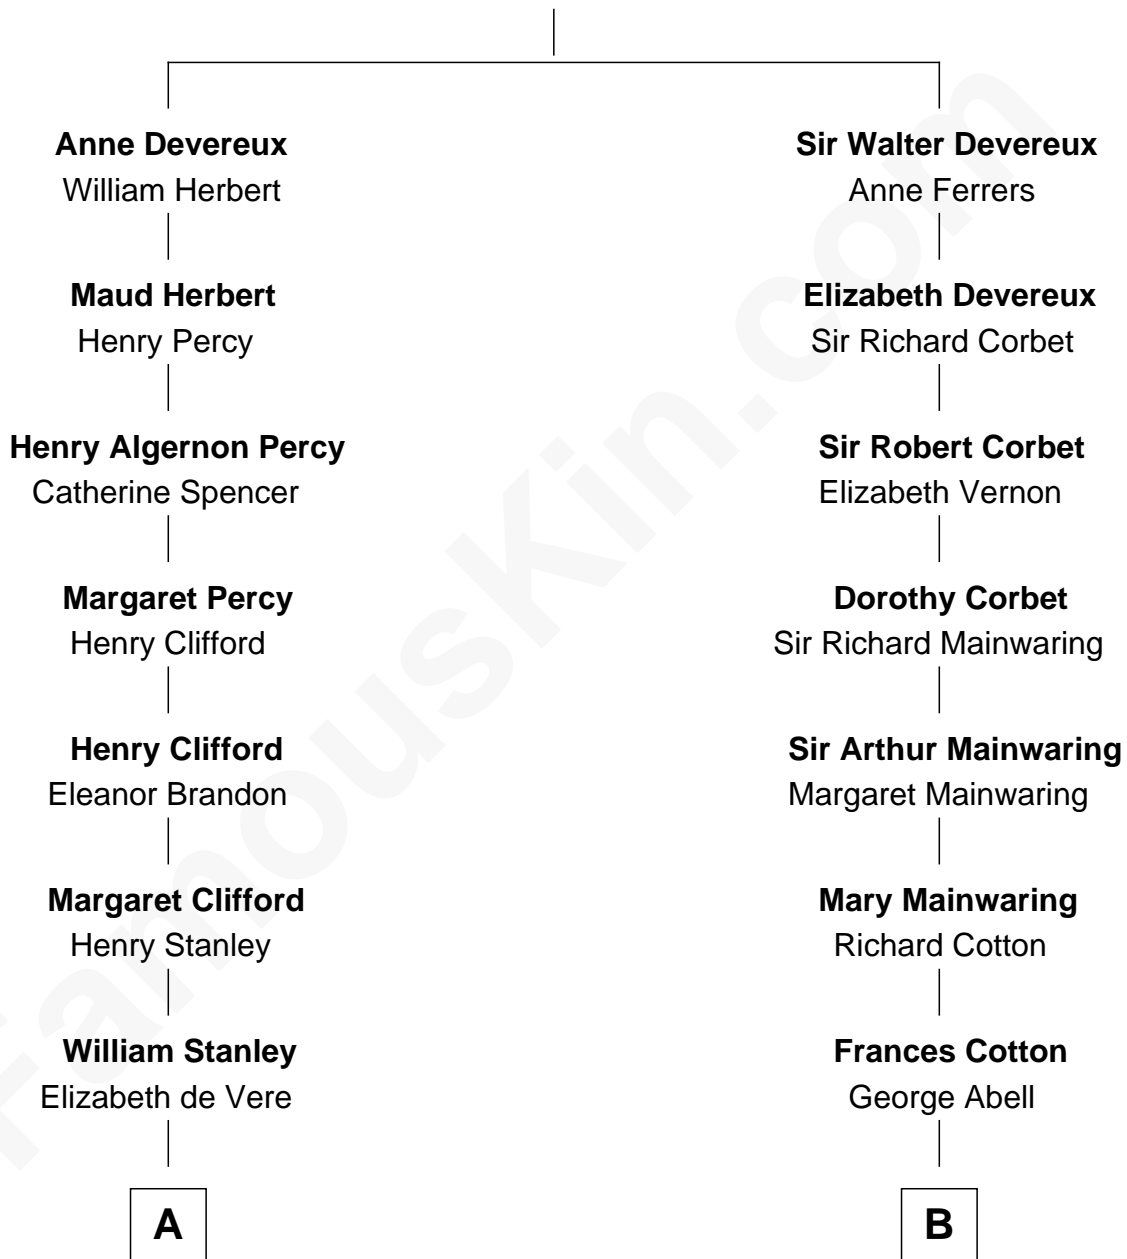 Anne Devereux
William Herbert
Maud Herbert
Henry Percy
Henry Algernon Percy
Catherine Spencer
Margaret Percy
Henry Clifford
Henry Clifford
Eleanor Brandon
Margaret Clifford
Henry Stanley
William Stanley
Elizabeth de Vere
A
Sir Walter Devereux
Anne Ferrers
Elizabeth Devereux
Sir Richard Corbet
Sir Robert Corbet
Elizabeth Vernon
Dorothy Corbet
Sir Richard Mainwaring
Sir Arthur Mainwaring
Margaret Mainwaring
Mary Mainwaring
Richard Cotton
Frances Cotton
George Abell
B
FamousKin.com